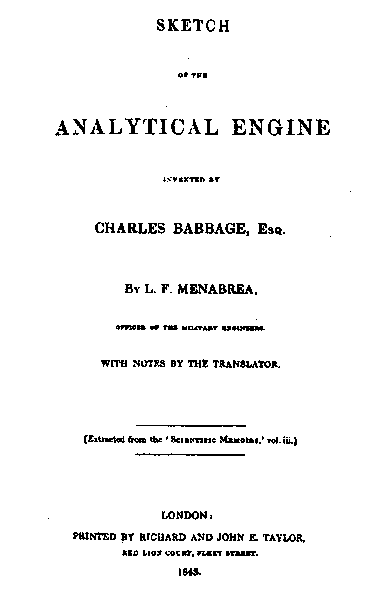 SKETCH
OF THE
ANALYTICAL ENGINE
INVENTED BY
CHARLES BABBAGE, Esq.
By L. F. MENABREA,
OFFICER OF THE MILITARY ENGINEERS.
WITH NOTES BY THE TRANSLATOR.
(Extracted from the ‘Scientific Memoirs,’ vol. iii.)
LONDON:
PRINTED BY RICHARD AND JOHN E. TAYLOR,
RED LION COURT, FLEET STREET.
1843.